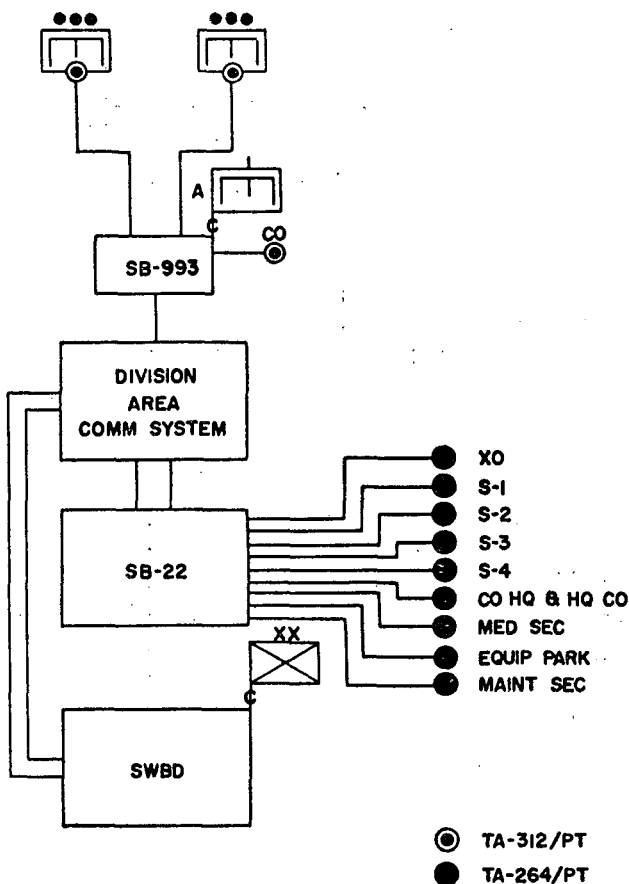 A
C
CO
SB-993
DIVISION
AREA
COMM SYSTEM
XO
S-1
S-2
S-3
S-4
CO HQ & HQ CO
MED SEC
EQUIP PARK
MAINT SEC
SB-22
XX
C
SWBD
TA-312/PT
TA-264/PT